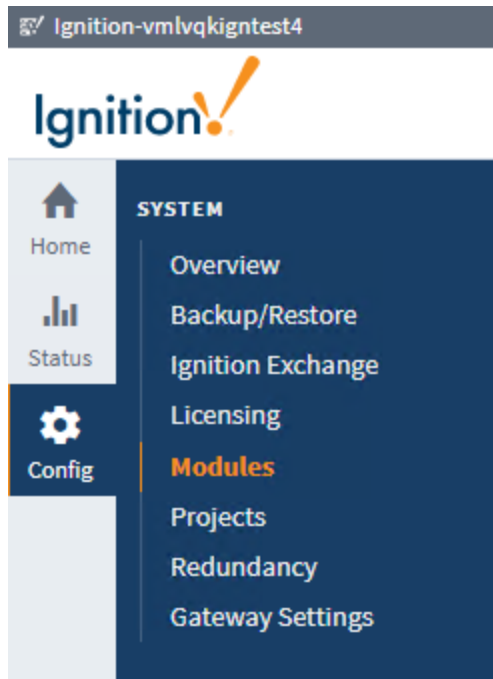 Ignition-vmlvqkigntest4
Ignition!
Home
Status
Config
SYSTEM
Overview
Backup/Restore
Ignition Exchange
Licensing
Modules
Projects
Redundancy
Gateway Settings